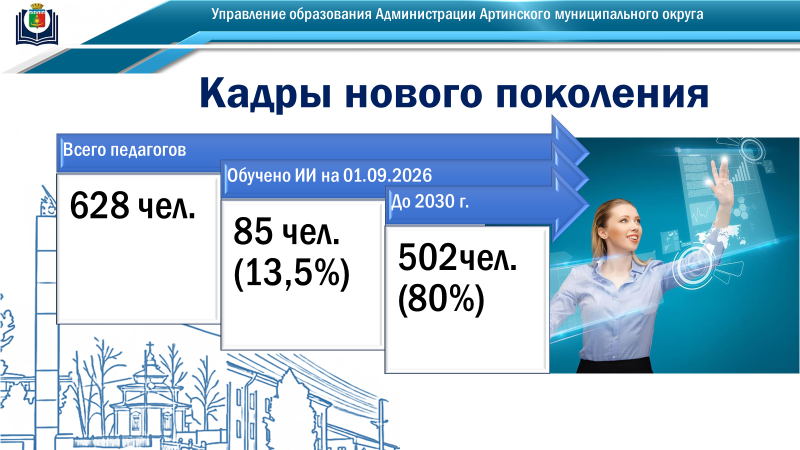 Управление образования Администрации Артинского муниципального округа
Кадры нового поколения
Всего педагогов
628 чел.
Обучено ИИ на 01.09.2026
85 чел.
(13,5%)
До 2030 г.
502чел.
(80%)